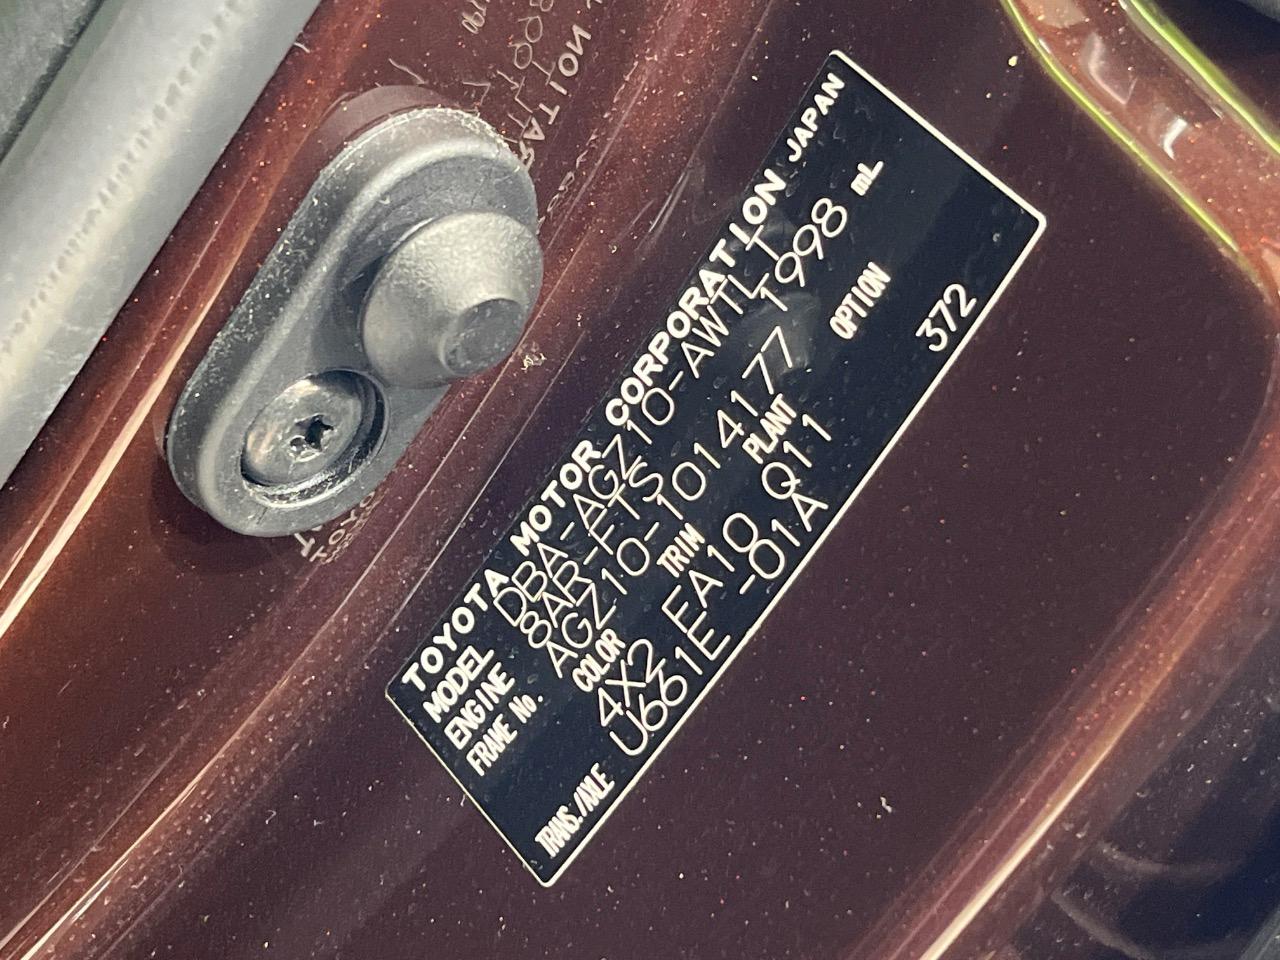 TOYOTA MOTOR CORPORATION JAPAN
MODEL DBA-AGZ10-AWTLT
ENGINE 8AR-FTS 1998 mL
FRAME No. AGZ10-1014177
COLOR TRIM PLANT OPTION
4X2 EA10 Q11 372
TRANS./AXLE U661E -01A